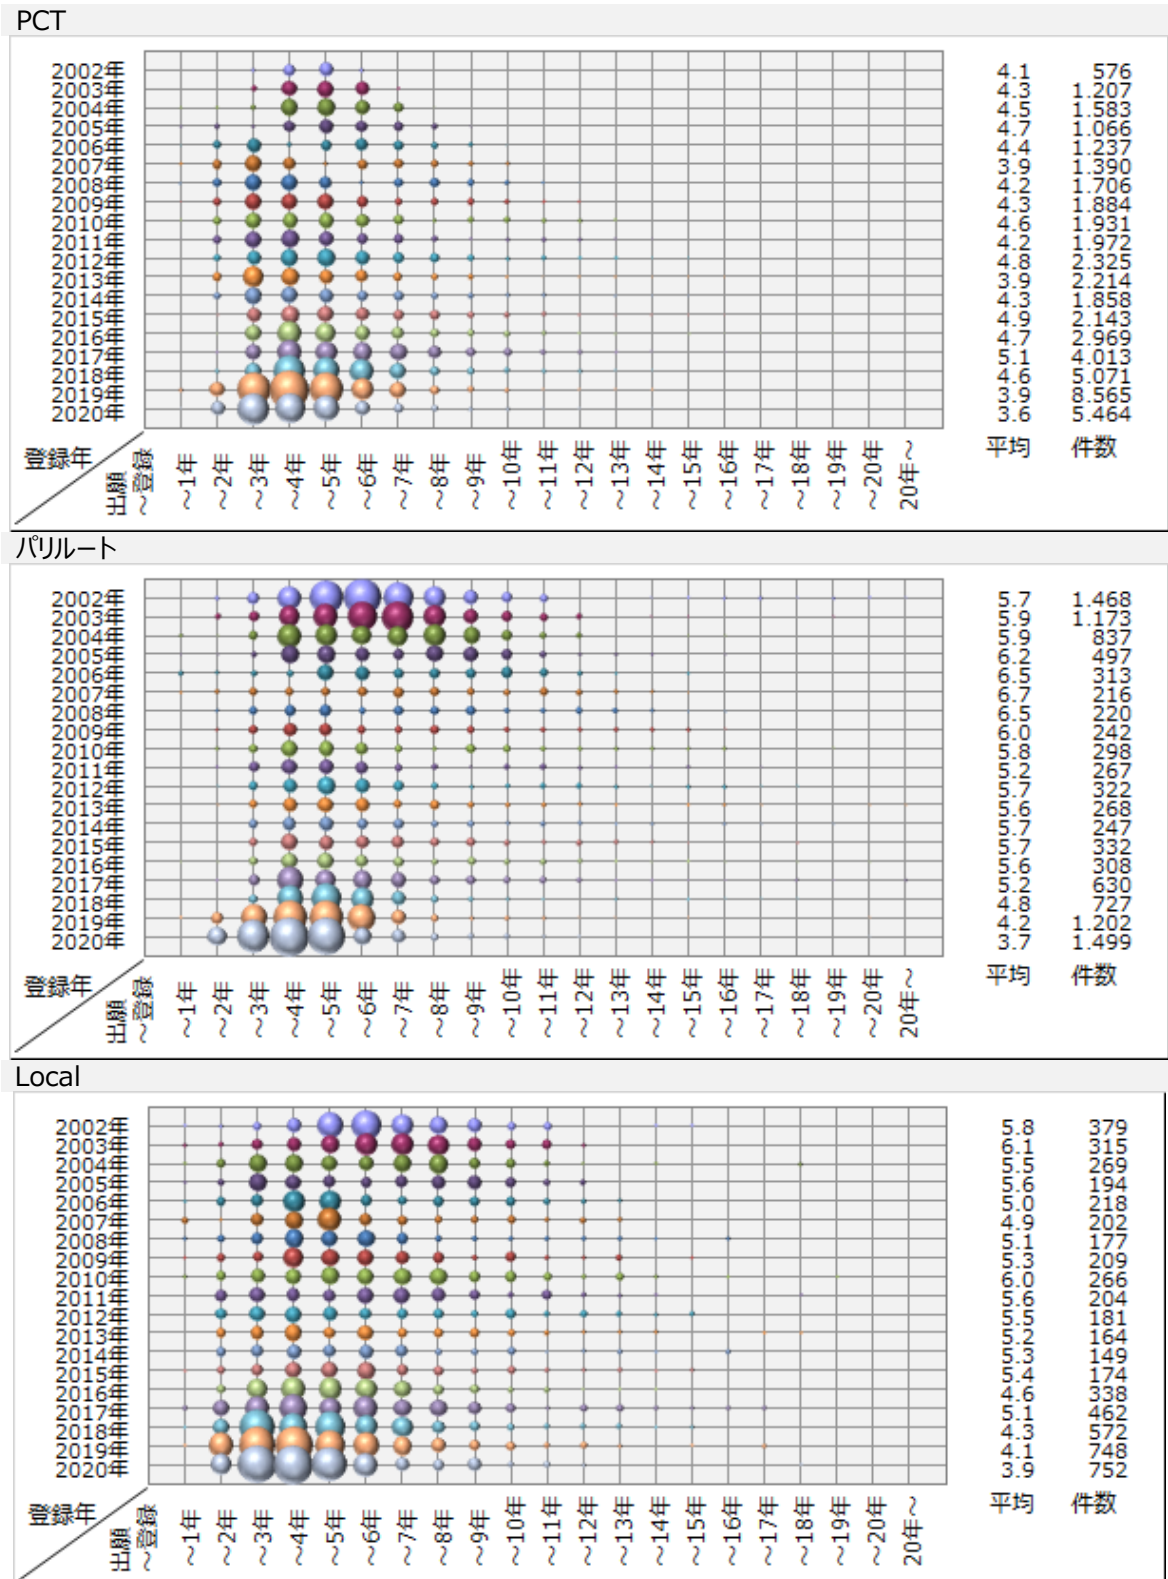 PCT
2002年 4.1 576
2003年 4.3 1.207
2004年 4.5 1.583
2005年 4.7 1.066
2006年 4.4 1.237
2007年 3.9 1.390
2008年 4.2 1.706
2009年 4.3 1.884
2010年 4.6 1.931
2011年 4.2 1.972
2012年 4.8 2.325
2013年 3.9 2.214
2014年 4.3 1.858
2015年 4.9 2.143
2016年 4.7 2.969
2017年 5.1 4.013
2018年 4.6 5.071
2019年 3.9 8.565
2020年 3.6 5.464
登録年 出願～登録 ～1年 ～2年 ～3年 ～4年 ～5年 ～6年 ～7年 ～8年 ～9年 ～10年 ～11年 ～12年 ～13年 ～14年 ～15年 ～16年 ～17年 ～18年 ～19年 ～20年 20年～ 平均 件数
パリルート
2002年 5.7 1.468
2003年 5.9 1.173
2004年 5.9 837
2005年 6.2 497
2006年 6.5 313
2007年 6.7 216
2008年 6.5 220
2009年 6.0 242
2010年 5.8 298
2011年 5.2 267
2012年 5.7 322
2013年 5.6 268
2014年 5.7 247
2015年 5.7 332
2016年 5.6 308
2017年 5.2 630
2018年 4.8 727
2019年 4.2 1.202
2020年 3.7 1.499
登録年 出願～登録 ～1年 ～2年 ～3年 ～4年 ～5年 ～6年 ～7年 ～8年 ～9年 ～10年 ～11年 ～12年 ～13年 ～14年 ～15年 ～16年 ～17年 ～18年 ～19年 ～20年 20年～ 平均 件数
Local
2002年 5.8 379
2003年 6.1 315
2004年 5.5 269
2005年 5.6 194
2006年 5.0 218
2007年 4.9 202
2008年 5.1 177
2009年 5.3 209
2010年 6.0 266
2011年 5.6 204
2012年 5.5 181
2013年 5.2 164
2014年 5.3 149
2015年 5.4 174
2016年 4.6 338
2017年 5.1 462
2018年 4.3 572
2019年 4.1 748
2020年 3.9 752
登録年 出願～登録 ～1年 ～2年 ～3年 ～4年 ～5年 ～6年 ～7年 ～8年 ～9年 ～10年 ～11年 ～12年 ～13年 ～14年 ～15年 ～16年 ～17年 ～18年 ～19年 ～20年 20年～ 平均 件数